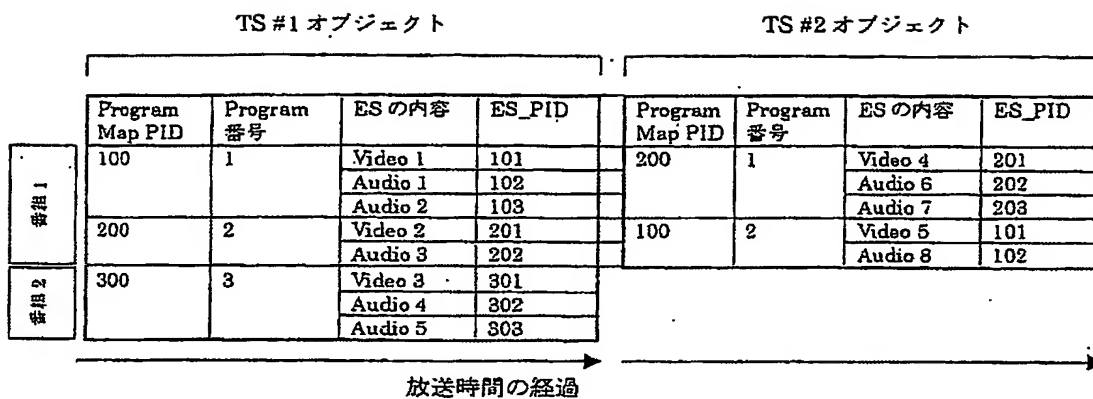 TS #1 オブジェクト TS #2 オブジェクト
Program Map PID Program 番号 ES の内容 ES_PID Program Map PID Program 番号 ES の内容 ES_PID
番組 1
100 1 Video 1 101 200 1 Video 4 201
Audio 1 102 Audio 6 202
Audio 2 103 Audio 7 203
200 2 Video 2 201 100 2 Video 5 101
Audio 3 202 Audio 8 102
番組 2
300 3 Video 3 301
Audio 4 302
Audio 5 303
放送時間の経過